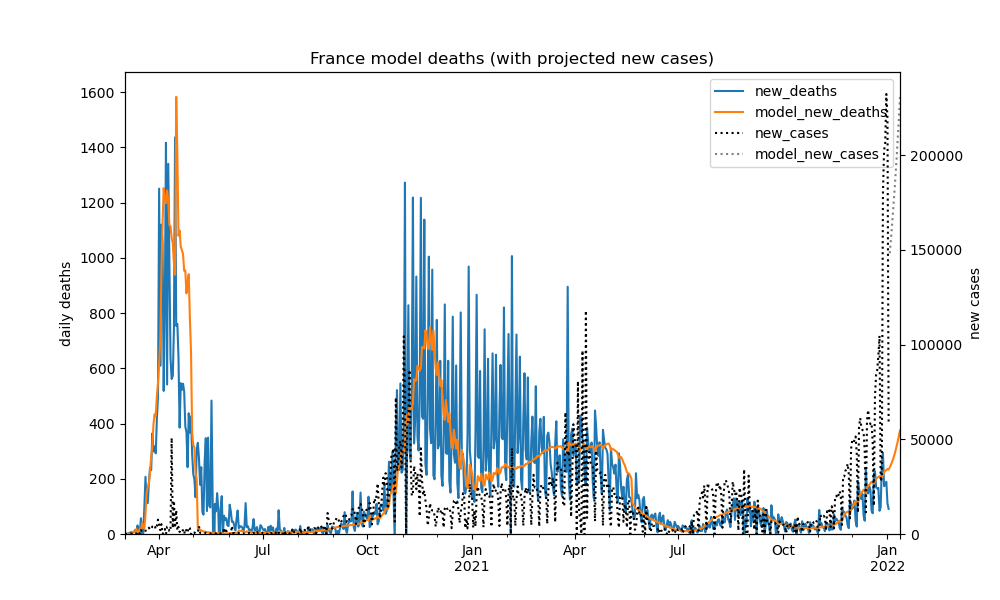 France model deaths (with projected new cases)
new_deaths
model_new_deaths
new_cases
model_new_cases
1600
1400
1200
1000
800
600
400
200
0
daily deaths
200000
150000
100000
50000
0
new cases
Apr
Jul
Oct
Jan
2021
Apr
Jul
Oct
Jan
2022